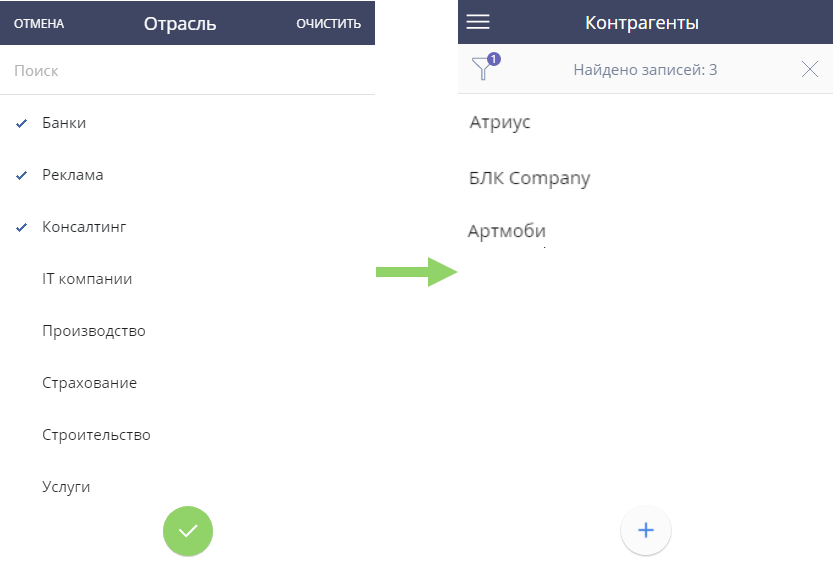 ОТМЕНА Отрасль ОЧИСТИТЬ
Поиск
Банки
Реклама
Консалтинг
IT компании
Производство
Страхование
Строительство
Услуги
Контрагенты
1
Найдено записей: 3
Атриус
БЛК Company
Артмоби